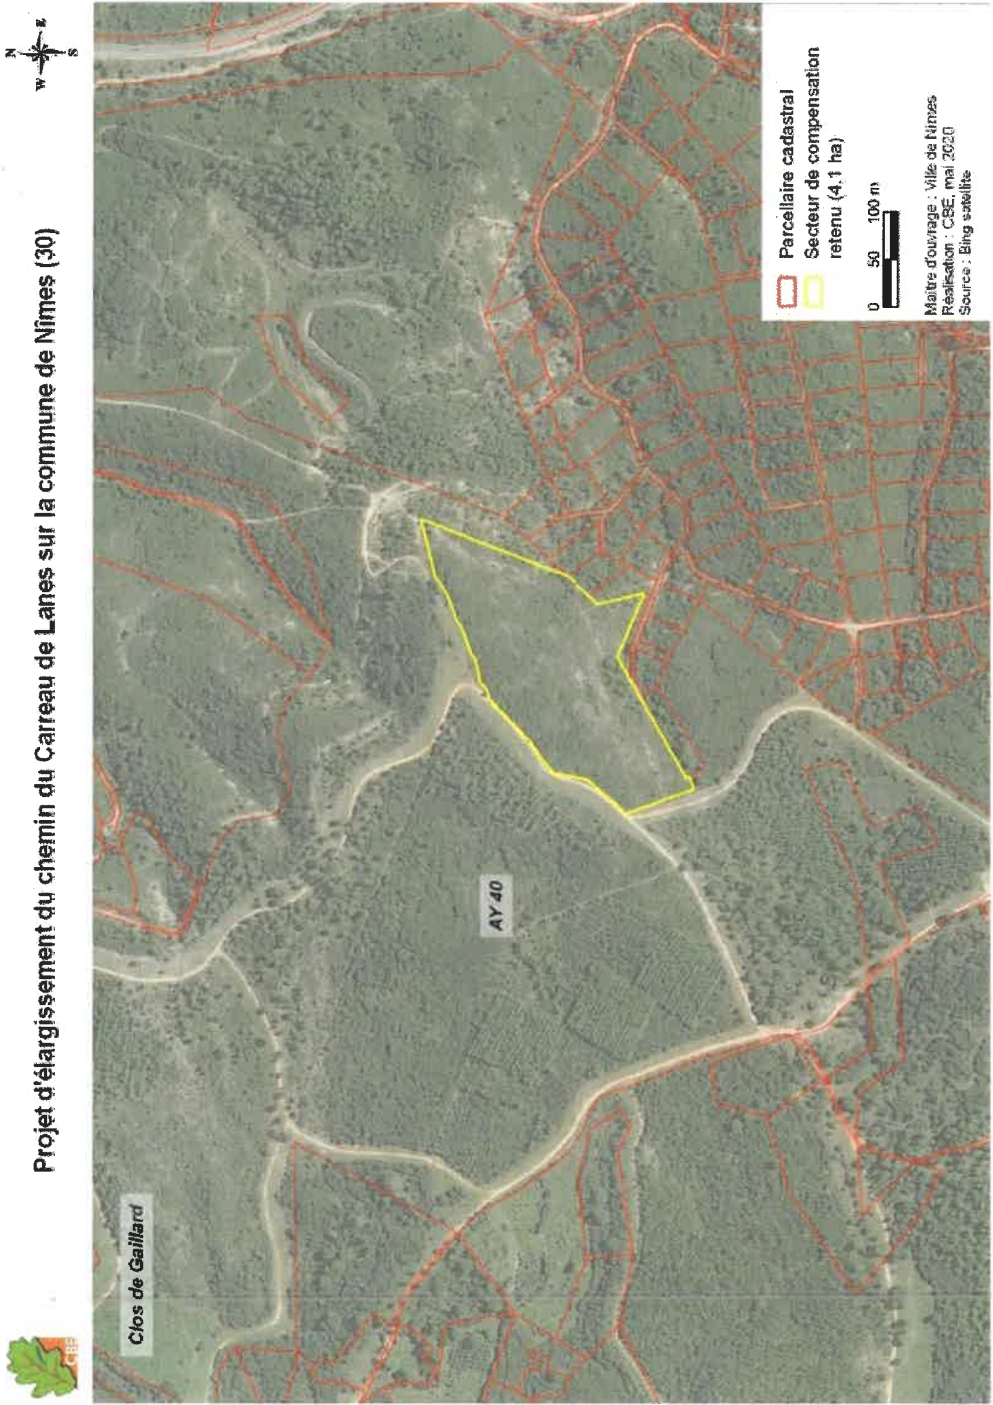 Projet d'élargissement du chemin du Carreau de Lanes sur la commune de Nîmes (30)
CBE
N
W E
S
Clos de Gaillard
AY 40
Parcellaire cadastral
Secteur de compensation
retenu (4,1 ha)
0 50 100 m
Maître d'ouvrage : Ville de Nîmes
Réalisation : CBE, mai 2020
Source : Bing satellite